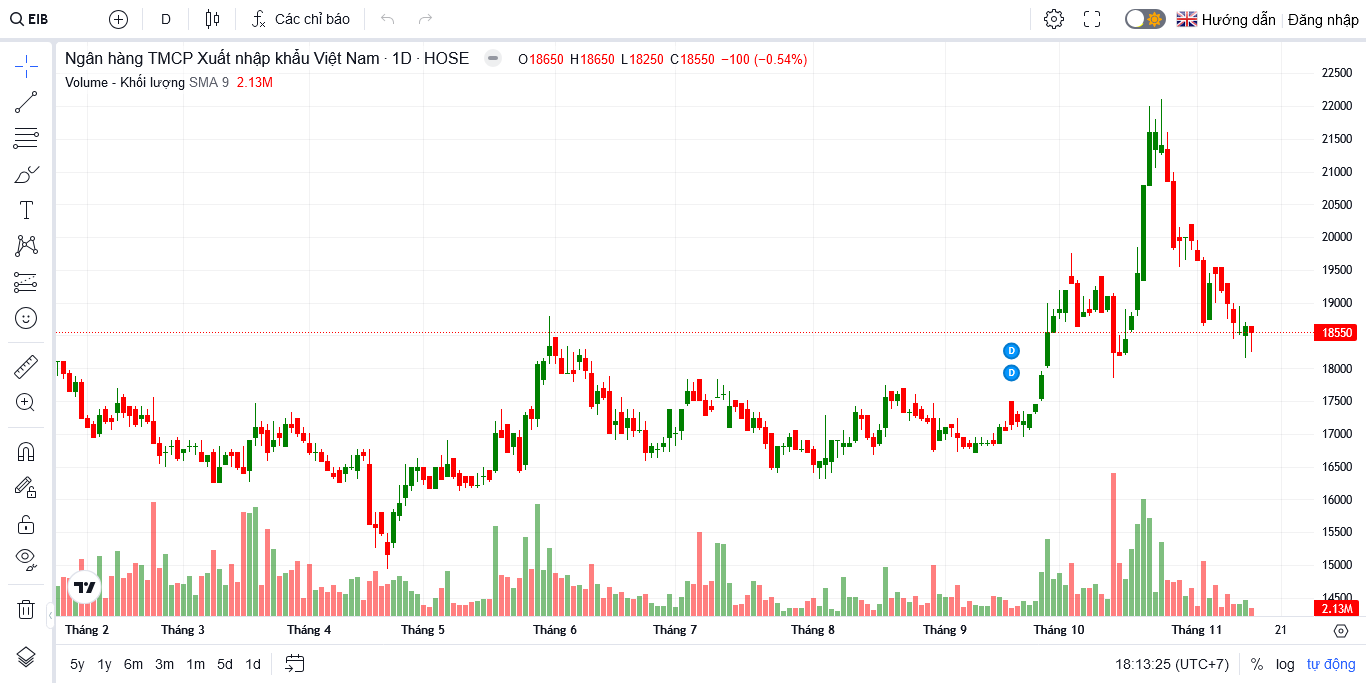 EIB D Các chỉ báo Hướng dẫn Đăng nhập
Ngân hàng TMCP Xuất nhập khẩu Việt Nam · 1D · HOSE O18650 H18650 L18250 C18550 −100 (−0.54%)
Volume - Khối lượng SMA 9 2.13M
22500
22000
21500
21000
20500
20000
19500
19000
18550
18000
17500
17000
16500
16000
15500
15000
14500
2.13M
D
D
Tháng 2 Tháng 3 Tháng 4 Tháng 5 Tháng 6 Tháng 7 Tháng 8 Tháng 9 Tháng 10 Tháng 11 21
5y 1y 6m 3m 1m 5d 1d 18:13:25 (UTC+7) % log tự động